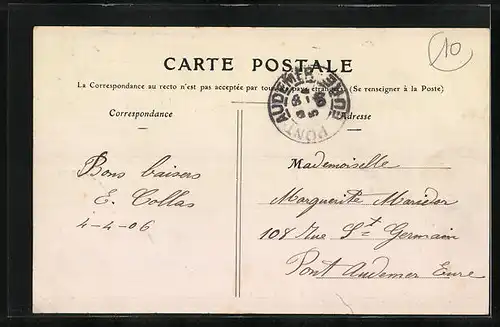 10
CARTE POSTALE
La Correspondance au recto n'est pas acceptée par tous les pays étrangers (Se renseigner à la Poste)
PONT AUDEMER EURE
Correspondance
Adresse
Bons baisers
E. Collas
4-4-06
Mademoiselle
Marguerite
108 Rue St Germain
Pont Audemer Eure